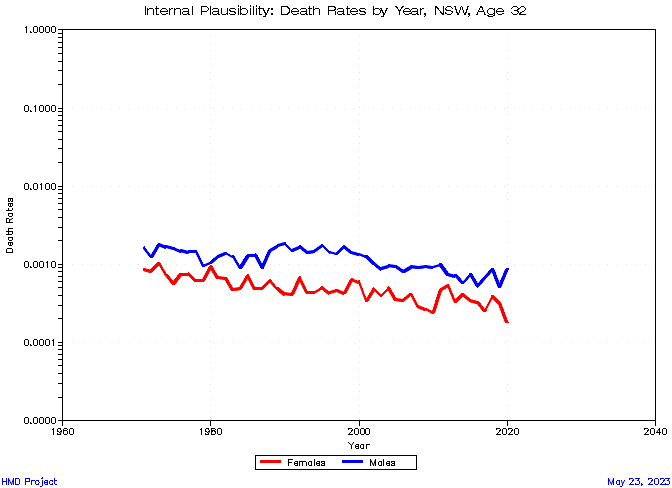 Internal Plausibility: Death Rates by Year, NSW, Age 32
1.0000
0.1000
0.0100
0.0010
0.0001
0.0000
Death Rates
1960
1980
2000
2020
2040
Year
Females
Males
HMD Project
May 23, 2023